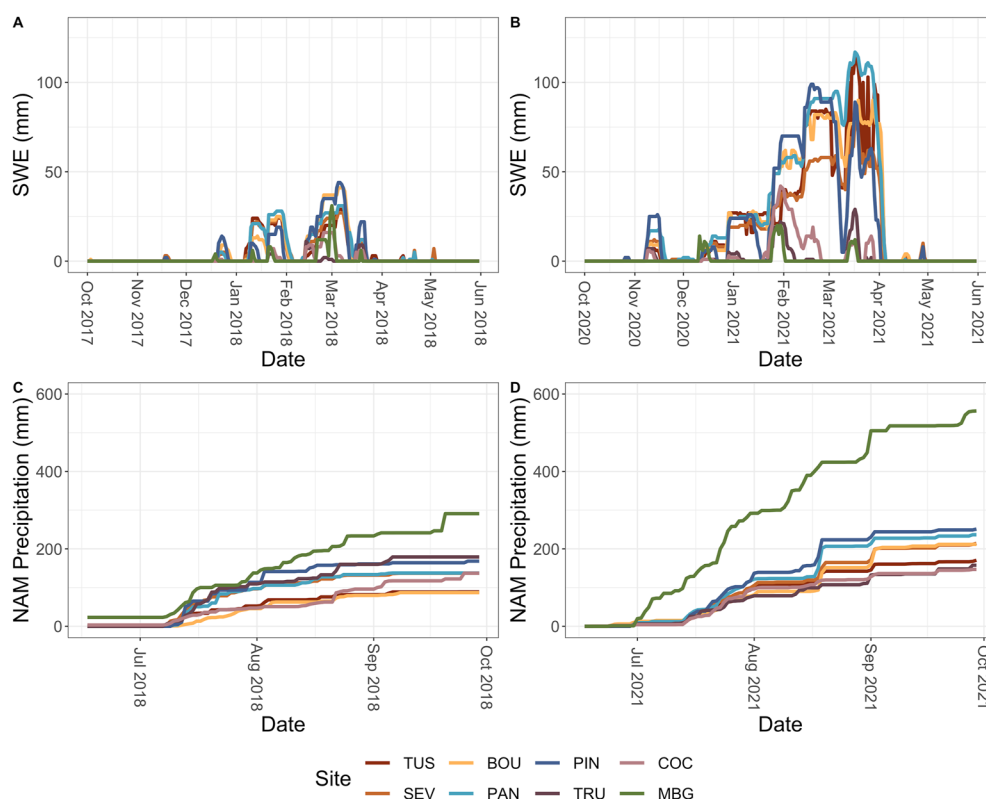 A
B
SWE (mm)
100
50
0
Oct 2017
Nov 2017
Dec 2017
Jan 2018
Feb 2018
Mar 2018
Apr 2018
May 2018
Jun 2018
Date
SWE (mm)
100
50
0
Oct 2020
Nov 2020
Dec 2020
Jan 2021
Feb 2021
Mar 2021
Apr 2021
May 2021
Jun 2021
Date
C
D
NAM Precipitation (mm)
600
400
200
0
Jul 2018
Aug 2018
Sep 2018
Oct 2018
Date
NAM Precipitation (mm)
600
400
200
0
Jul 2021
Aug 2021
Sep 2021
Oct 2021
Date
Site
TUS BOU PIN COC
SEV PAN TRU MBG